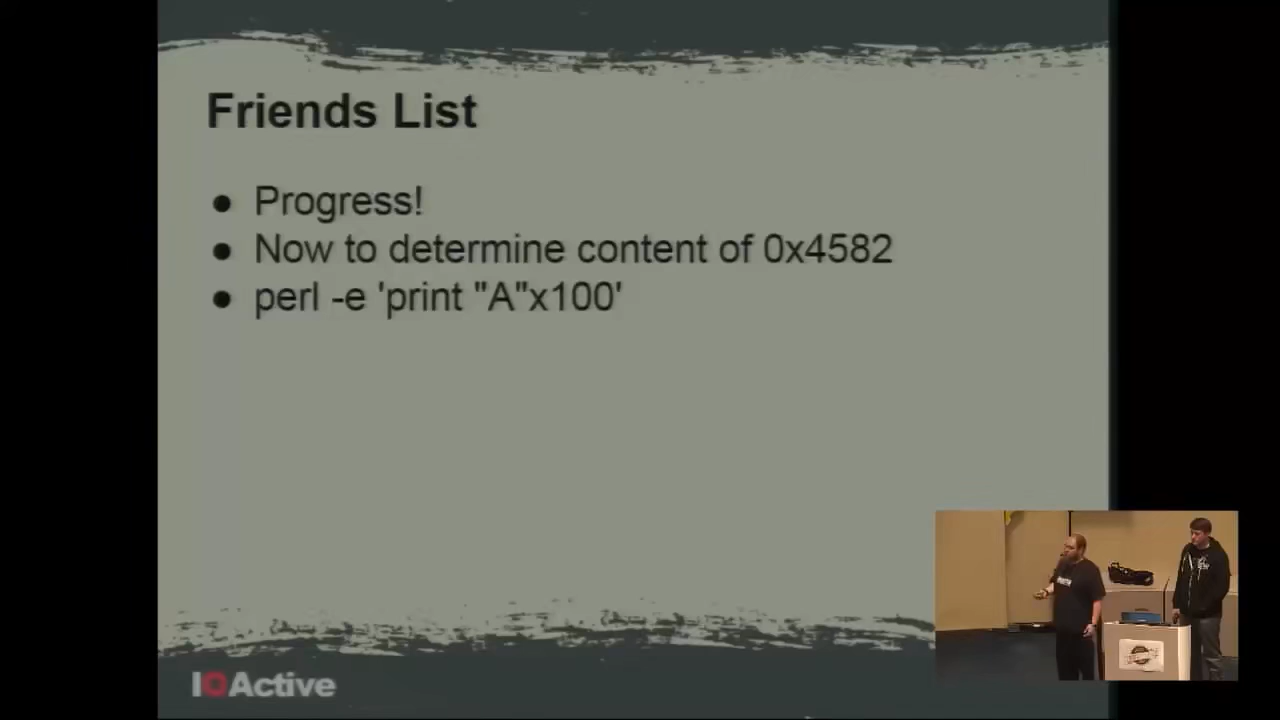 Friends List
● Progress!
● Now to determine content of 0x4582
● perl -e 'print "A"x100'
IOActive